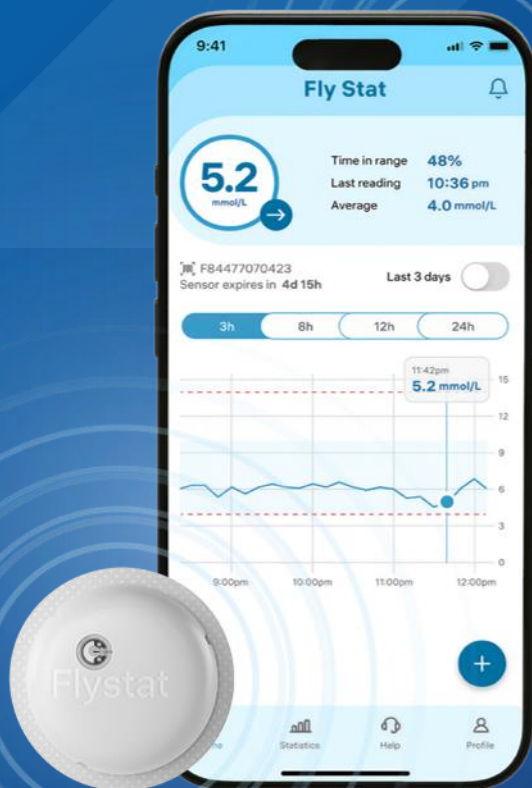 9:41
Fly Stat
5.2
mmol/L
Time in range 48%
Last reading 10:36 pm
Average 4.0 mmol/L
F84477070423
Sensor expires in 4d 15h
Last 3 days
3h 8h 12h 24h
11:42pm
5.2 mmol/L
15
12
9
6
3
0
9:00pm 10:00pm 11:00pm 12:00pm
Flystat
+
Statistics Help Profile